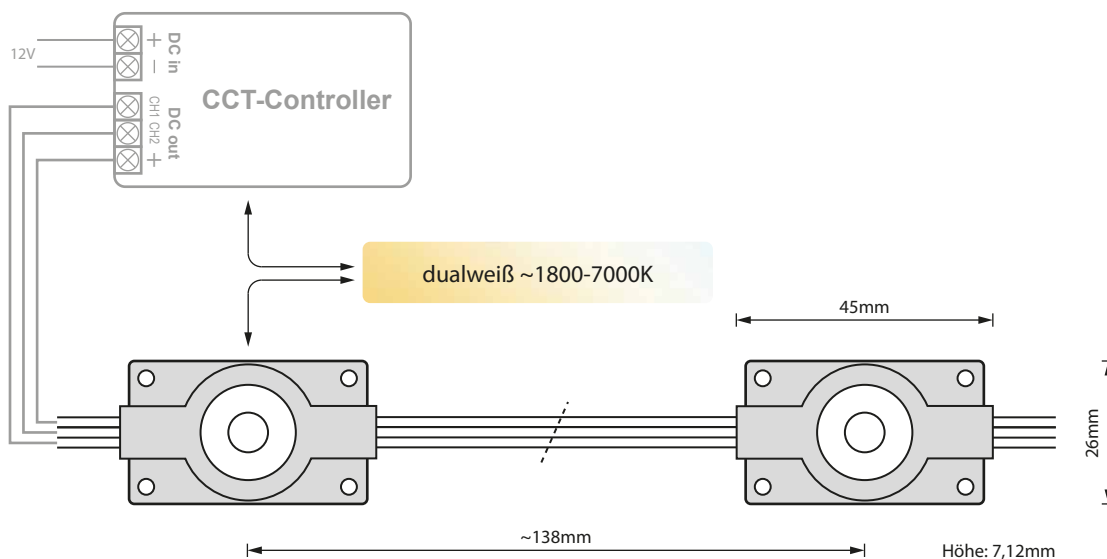 12V
+
−
DC in
CH1 CH2
+
DC out
CCT-Controller
dualweiß ~1800-7000K
45mm
26mm
~138mm
Höhe: 7,12mm